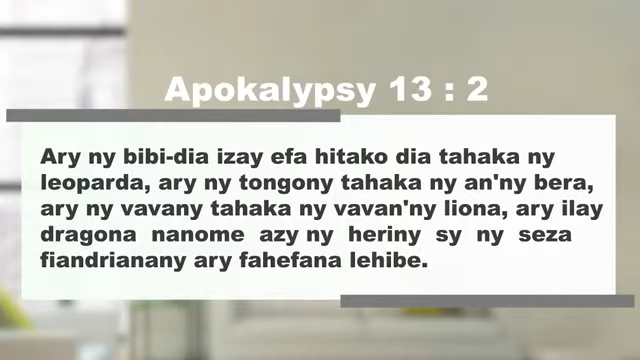 Apokalypsy 13 : 2
Ary ny bibi-dia izay efa hitako dia tahaka ny
leoparda, ary ny tongony tahaka ny an'ny bera,
ary ny vavany tahaka ny vavan'ny liona, ary ilay
dragona nanome azy ny heriny sy ny seza
fiandrianany ary fahefana lehibe.